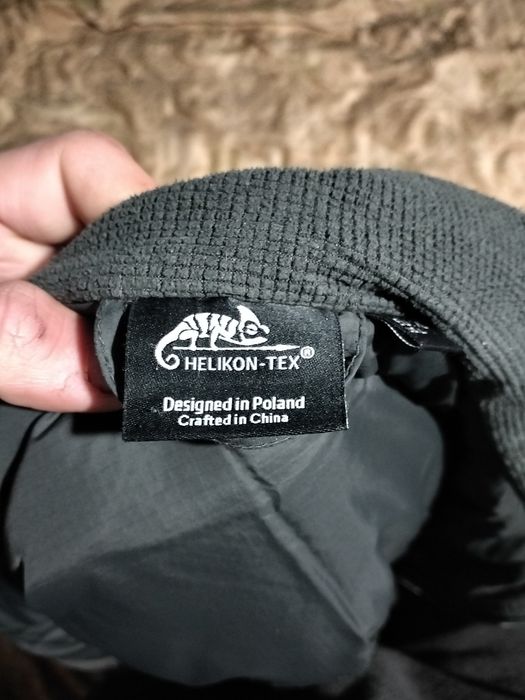 HELIKON-TEX®
Designed in Poland
Crafted in China